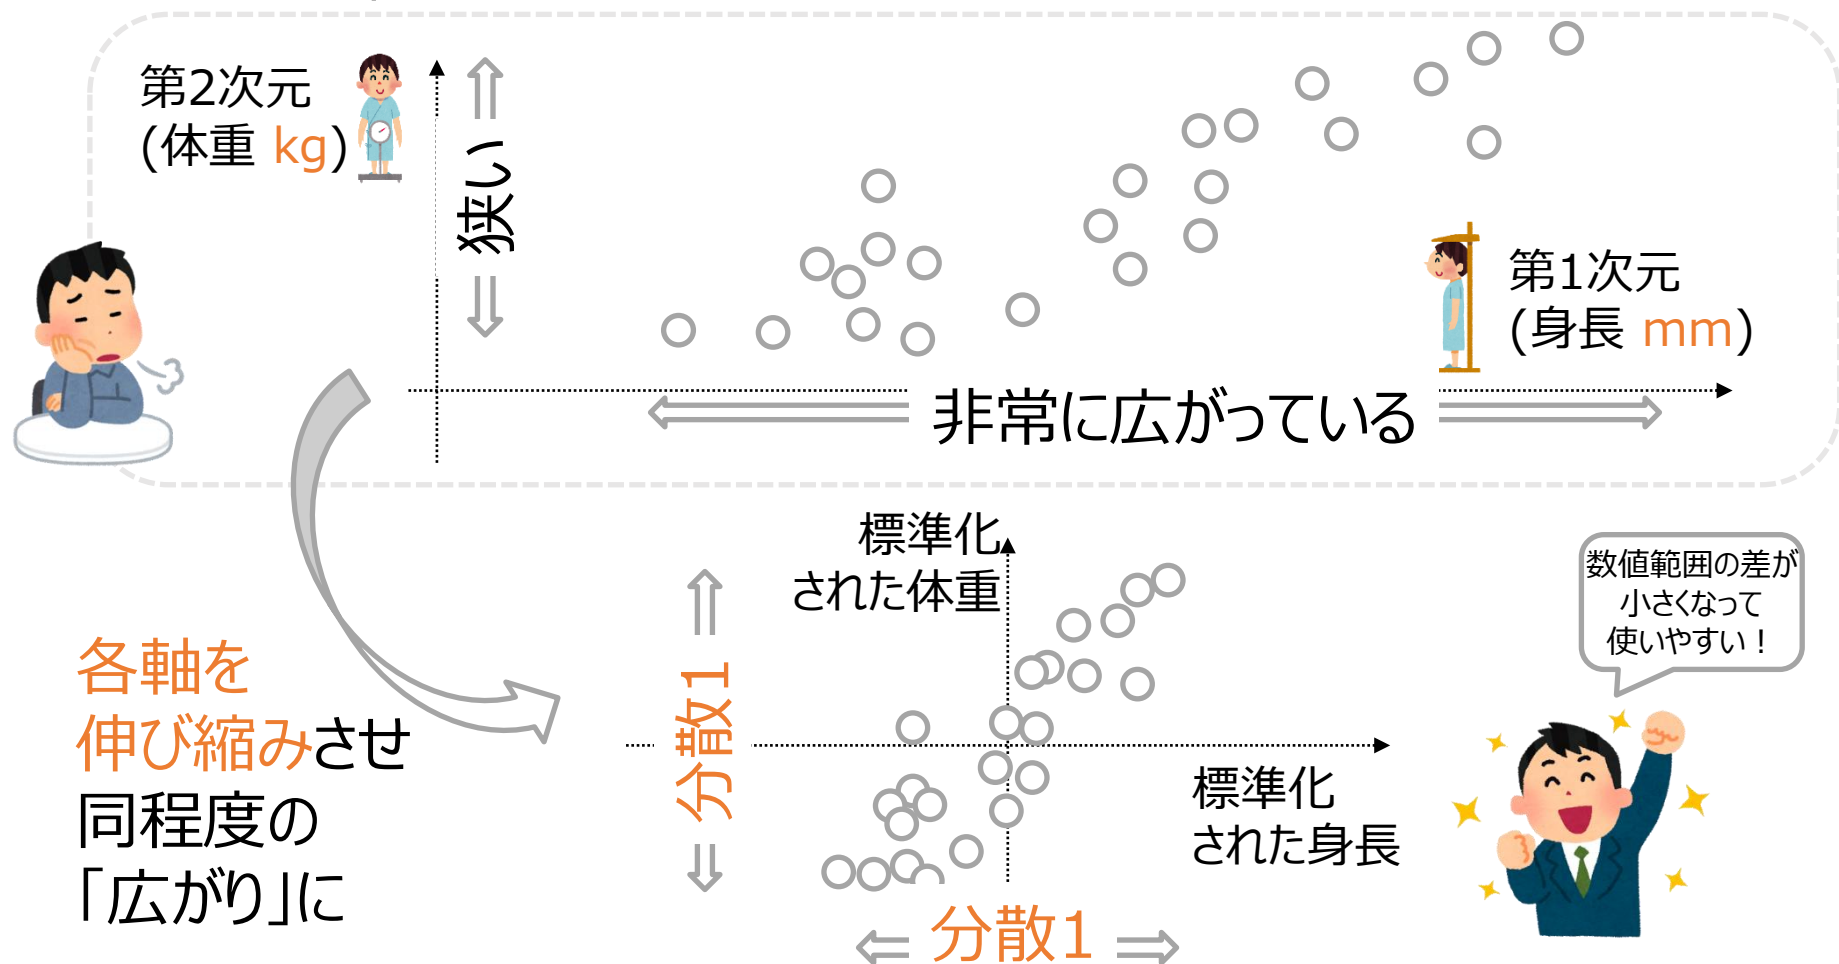 第2次元
(体重 kg)
狭い
第1次元
(身長 mm)
非常に広がっている
標準化
された体重
数値範囲の差が
小さくなって
使いやすい！
各軸を
伸び縮みさせ
同程度の
「広がり」に
分散1
標準化
された身長
分散1